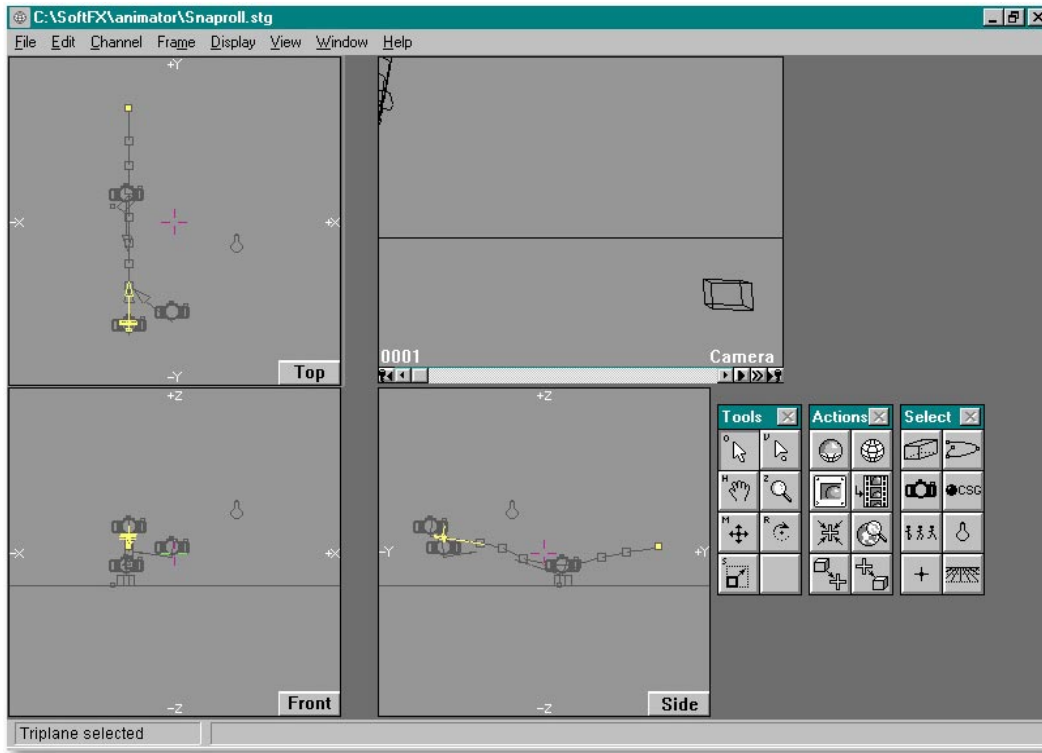 C:\SoftFX\animator\Snaproll.stg
File Edit Channel Frame Display View Window Help
+Y
-X +X
-Y
Top
0001 Camera
+Z
-X +X
-Z
Front
+Z
-Y +Y
-Z
Side
Tools Actions Select
O V
H Z CSG
M R
S
Triplane selected